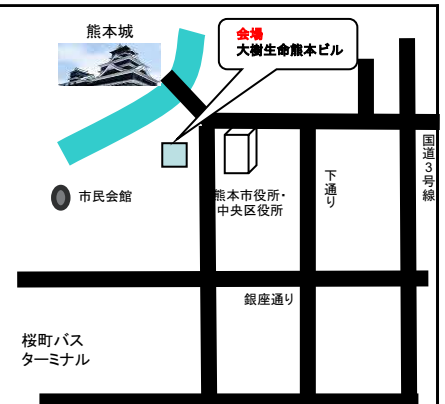 熊本城
会場
大樹生命熊本ビル
国道3号線
下通り
市民会館
熊本市役所・
中央区役所
銀座通り
桜町バス
ターミナル